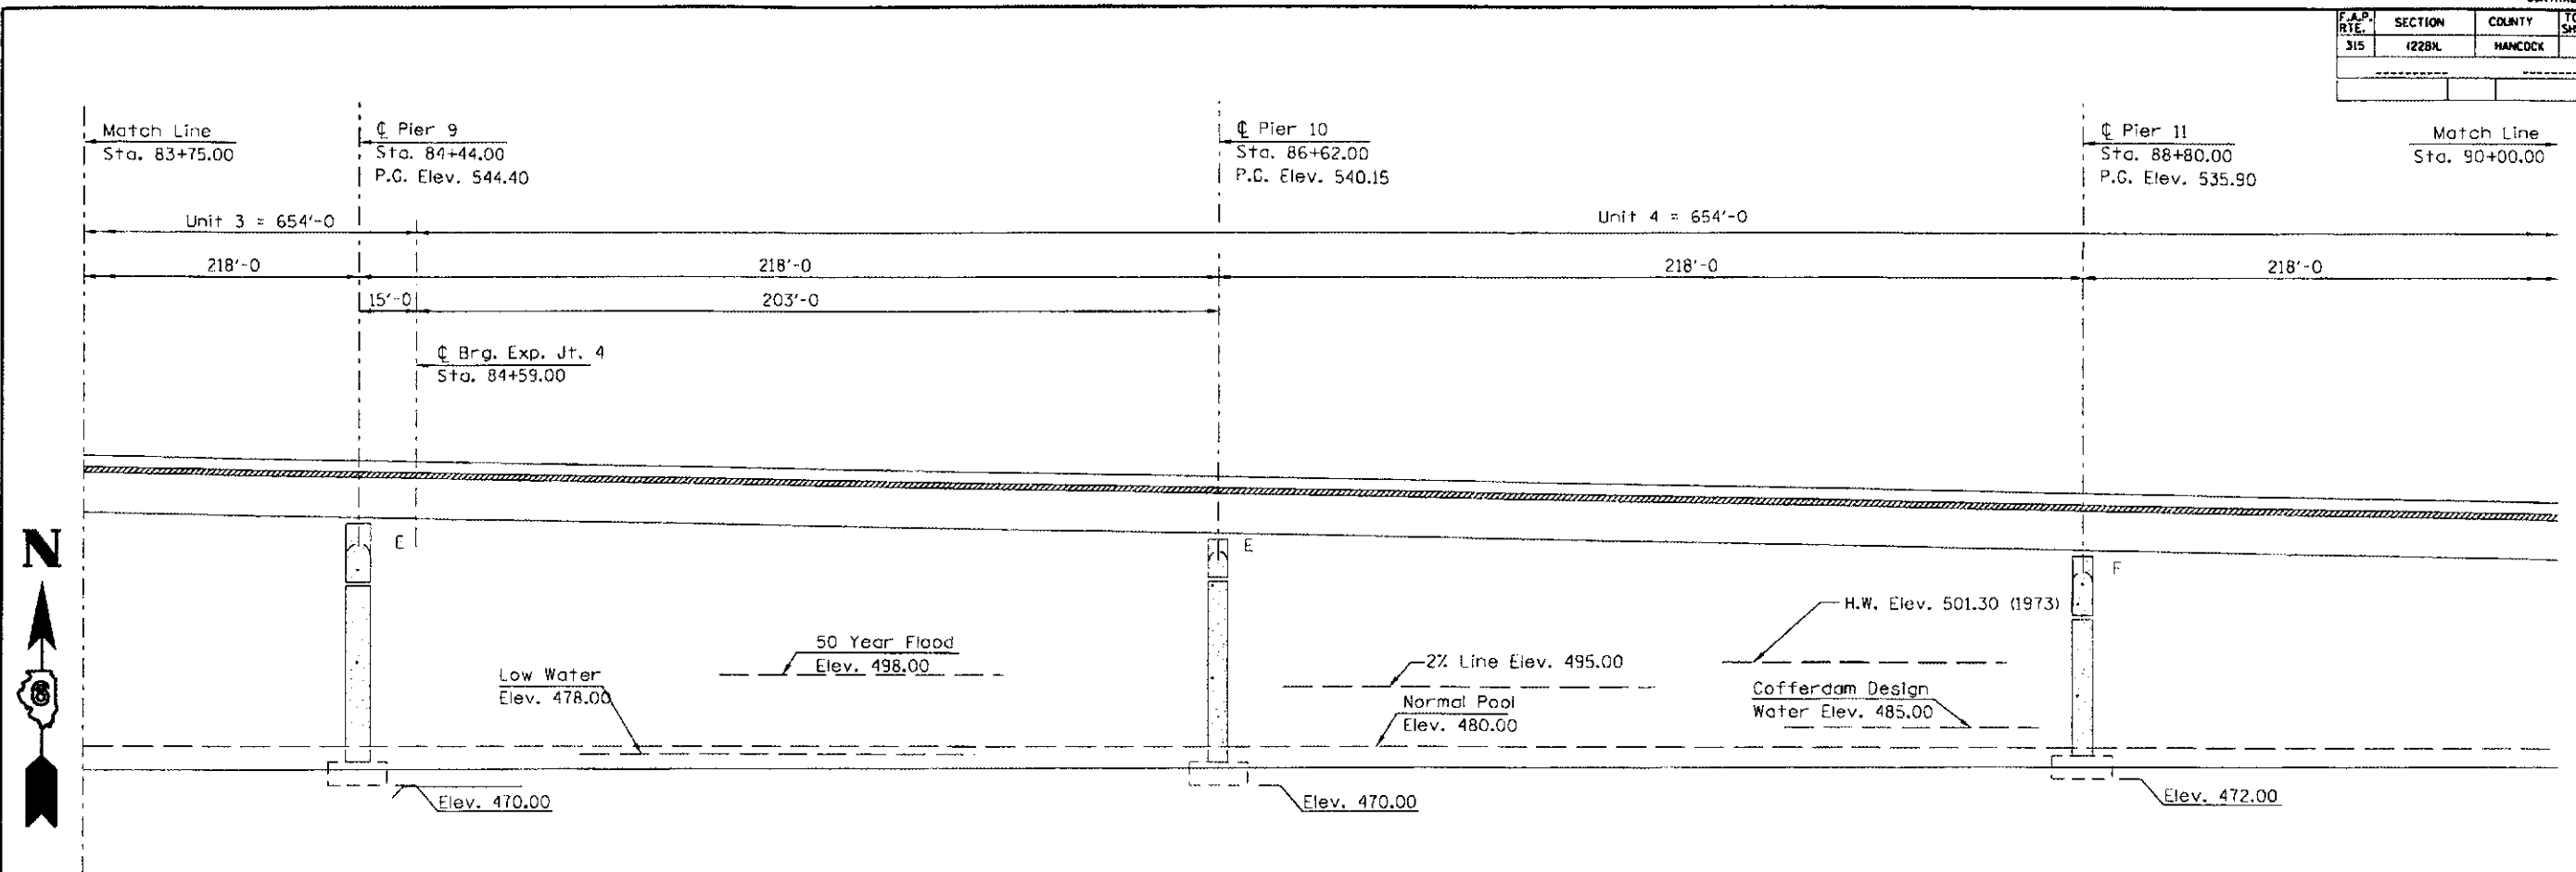 F.A.P. RTE. SECTION COUNTY
315 HANCOCK
Match Line
Sta. 83+75.00
℄ Pier 9
Sta. 84+44.00
P.G. Elev. 544.40
℄ Pier 10
Sta. 86+62.00
P.G. Elev. 540.15
℄ Pier 11
Sta. 88+80.00
P.G. Elev. 535.90
Match Line
Sta. 90+00.00
Unit 3 = 654'-0
Unit 4 = 654'-0
218'-0 218'-0 218'-0 218'-0
15'-0 203'-0
℄ Brg. Exp. Jt. 4
Sta. 84+59.00
N
E
E
F
H.W. Elev. 501.30 (1973)
50 Year Flood
Elev. 498.00
2% Line Elev. 495.00
Low Water
Elev. 478.00
Normal Pool
Elev. 480.00
Cofferdam Design
Water Elev. 485.00
Elev. 470.00
Elev. 470.00
Elev. 472.00